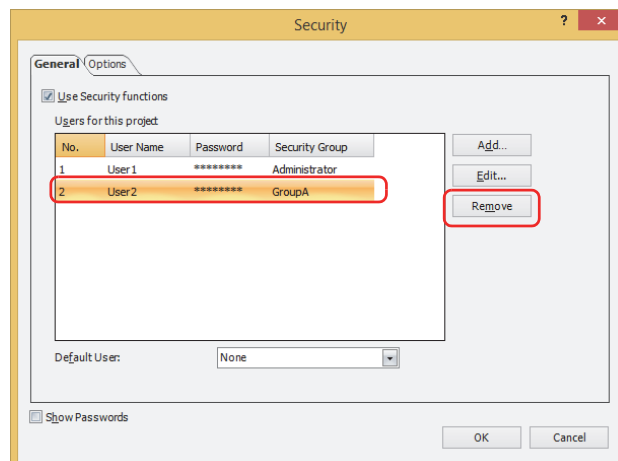 Security
?
×
General Options
Use Security functions
Users for this project
No. User Name Password Security Group
1 User1 ******** Administrator
2 User2 ******** GroupA
Add...
Edit...
Remove
Default User: None
Show Passwords
OK Cancel